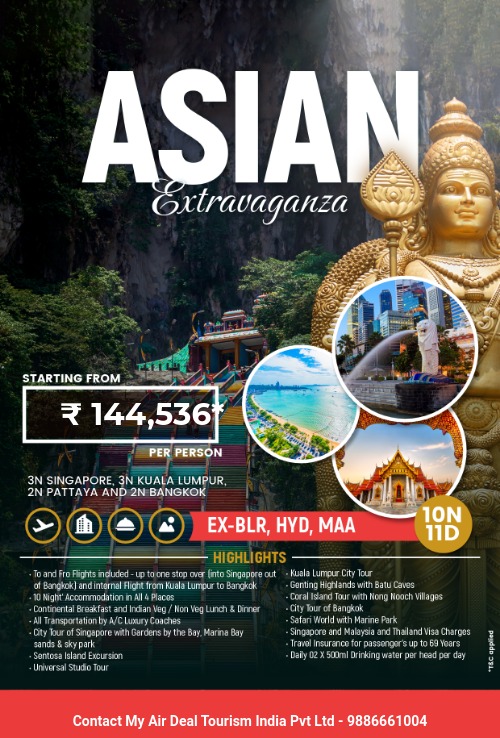 ASIAN
Extravaganza
STARTING FROM
₹ 144,536*
PER PERSON
3N SINGAPORE, 3N KUALA LUMPUR,
2N PATTAYA AND 2N BANGKOK
EX-BLR, HYD, MAA
10N
11D
HIGHLIGHTS
· To and Fro Flights included - up to one stop over (into Singapore out
of Bangkok) and internal Flight from Kuala Lumpur to Bangkok
· 10 Night' Accommodation in All 4 Places
· Continental Breakfast and Indian Veg / Non Veg Lunch & Dinner
· All Transportation by A/C Luxury Coaches
· City Tour of Singapore with Gardens by the Bay, Marina Bay
sands & sky park
· Sentosa Island Excursion
· Universal Studio Tour
· Kuala Lumpur City Tour
· Genting Highlands with Batu Caves
· Coral Island Tour with Nong Nooch Villages
· City Tour of Bangkok
· Safari World with Marine Park
· Singapore and Malaysia and Thailand Visa Charges
· Travel Insurance for passenger's up to 69 Years
· Daily 02 X 500ml Drinking water per head per day
*T&C applied
Contact My Air Deal Tourism India Pvt Ltd - 9886661004